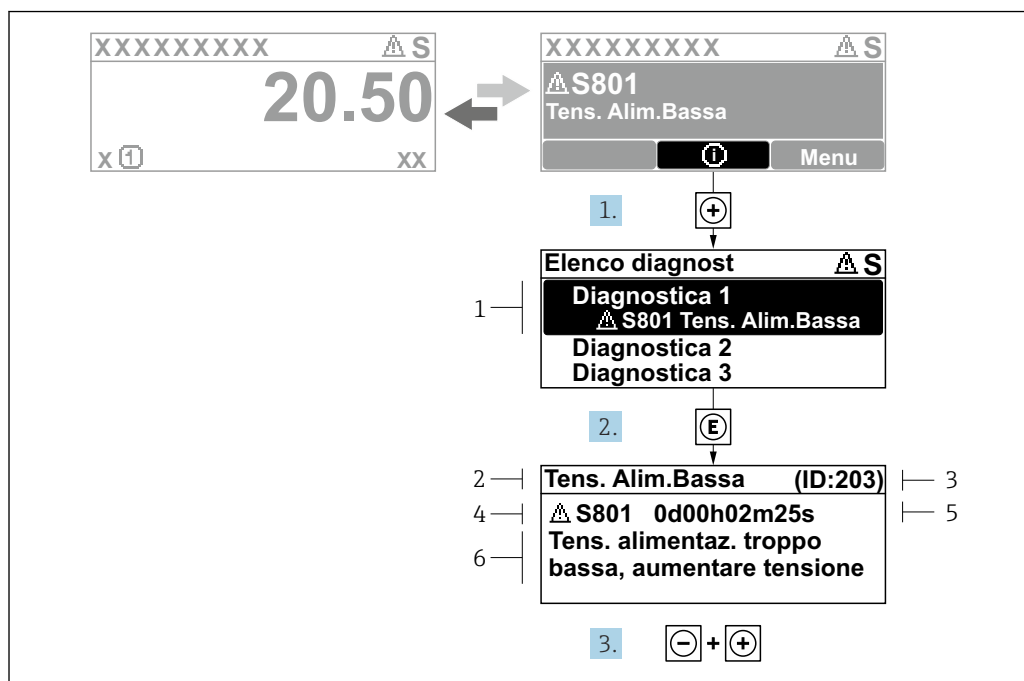 XXXXXXXXX ⚠ S
20.50
x ① xx
XXXXXXXXX ⚠ S
⚠ S801
Tens. Alim.Bassa
ⓘ Menu
1. ⊕
Elenco diagnost ⚠ S
1
Diagnostica 1
⚠ S801 Tens. Alim.Bassa
Diagnostica 2
Diagnostica 3
2. Ⓔ
2 Tens. Alim.Bassa (ID:203) 3
4 ⚠ S801 0d00h02m25s 5
6
Tens. alimentaz. troppo
bassa, aumentare tensione
3. ⊖ + ⊕